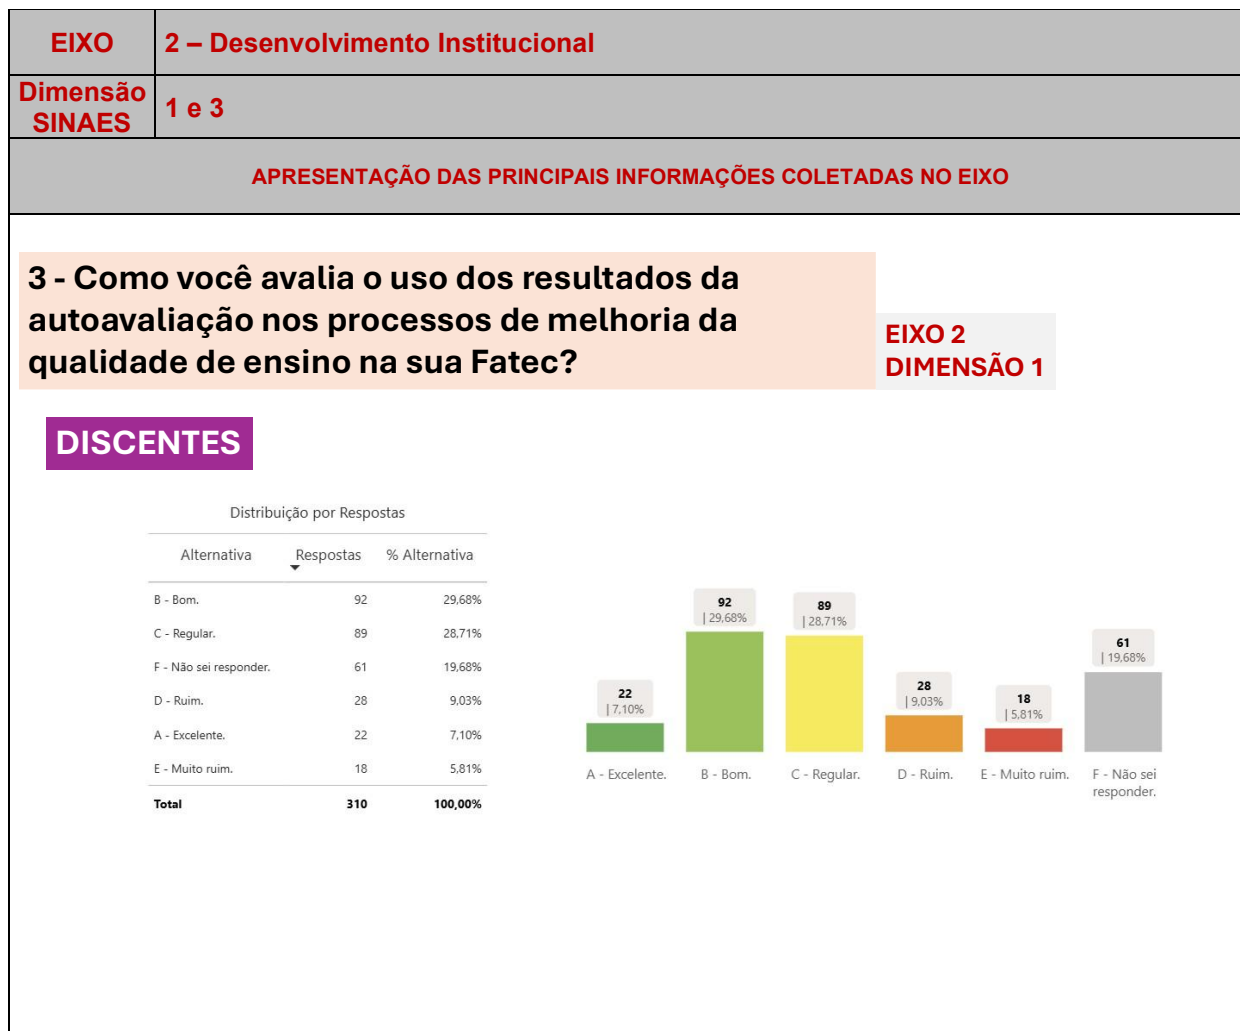 EIXO 2 – Desenvolvimento Institucional
Dimensão
SINAES
1 e 3
APRESENTAÇÃO DAS PRINCIPAIS INFORMAÇÕES COLETADAS NO EIXO
3 - Como você avalia o uso dos resultados da
autoavaliação nos processos de melhoria da
qualidade de ensino na sua Fatec?
EIXO 2
DIMENSÃO 1
DISCENTES
Distribuição por Respostas
Alternativa Respostas % Alternativa
B - Bom. 92 29,68%
C - Regular. 89 28,71%
F - Não sei responder. 61 19,68%
D - Ruim. 28 9,03%
A - Excelente. 22 7,10%
E - Muito ruim. 18 5,81%
Total 310 100,00%
22
| 7,10%
92
| 29,68%
89
| 28,71%
28
| 9,03%
18
| 5,81%
61
| 19,68%
A - Excelente. B - Bom. C - Regular. D - Ruim. E - Muito ruim. F - Não sei
responder.